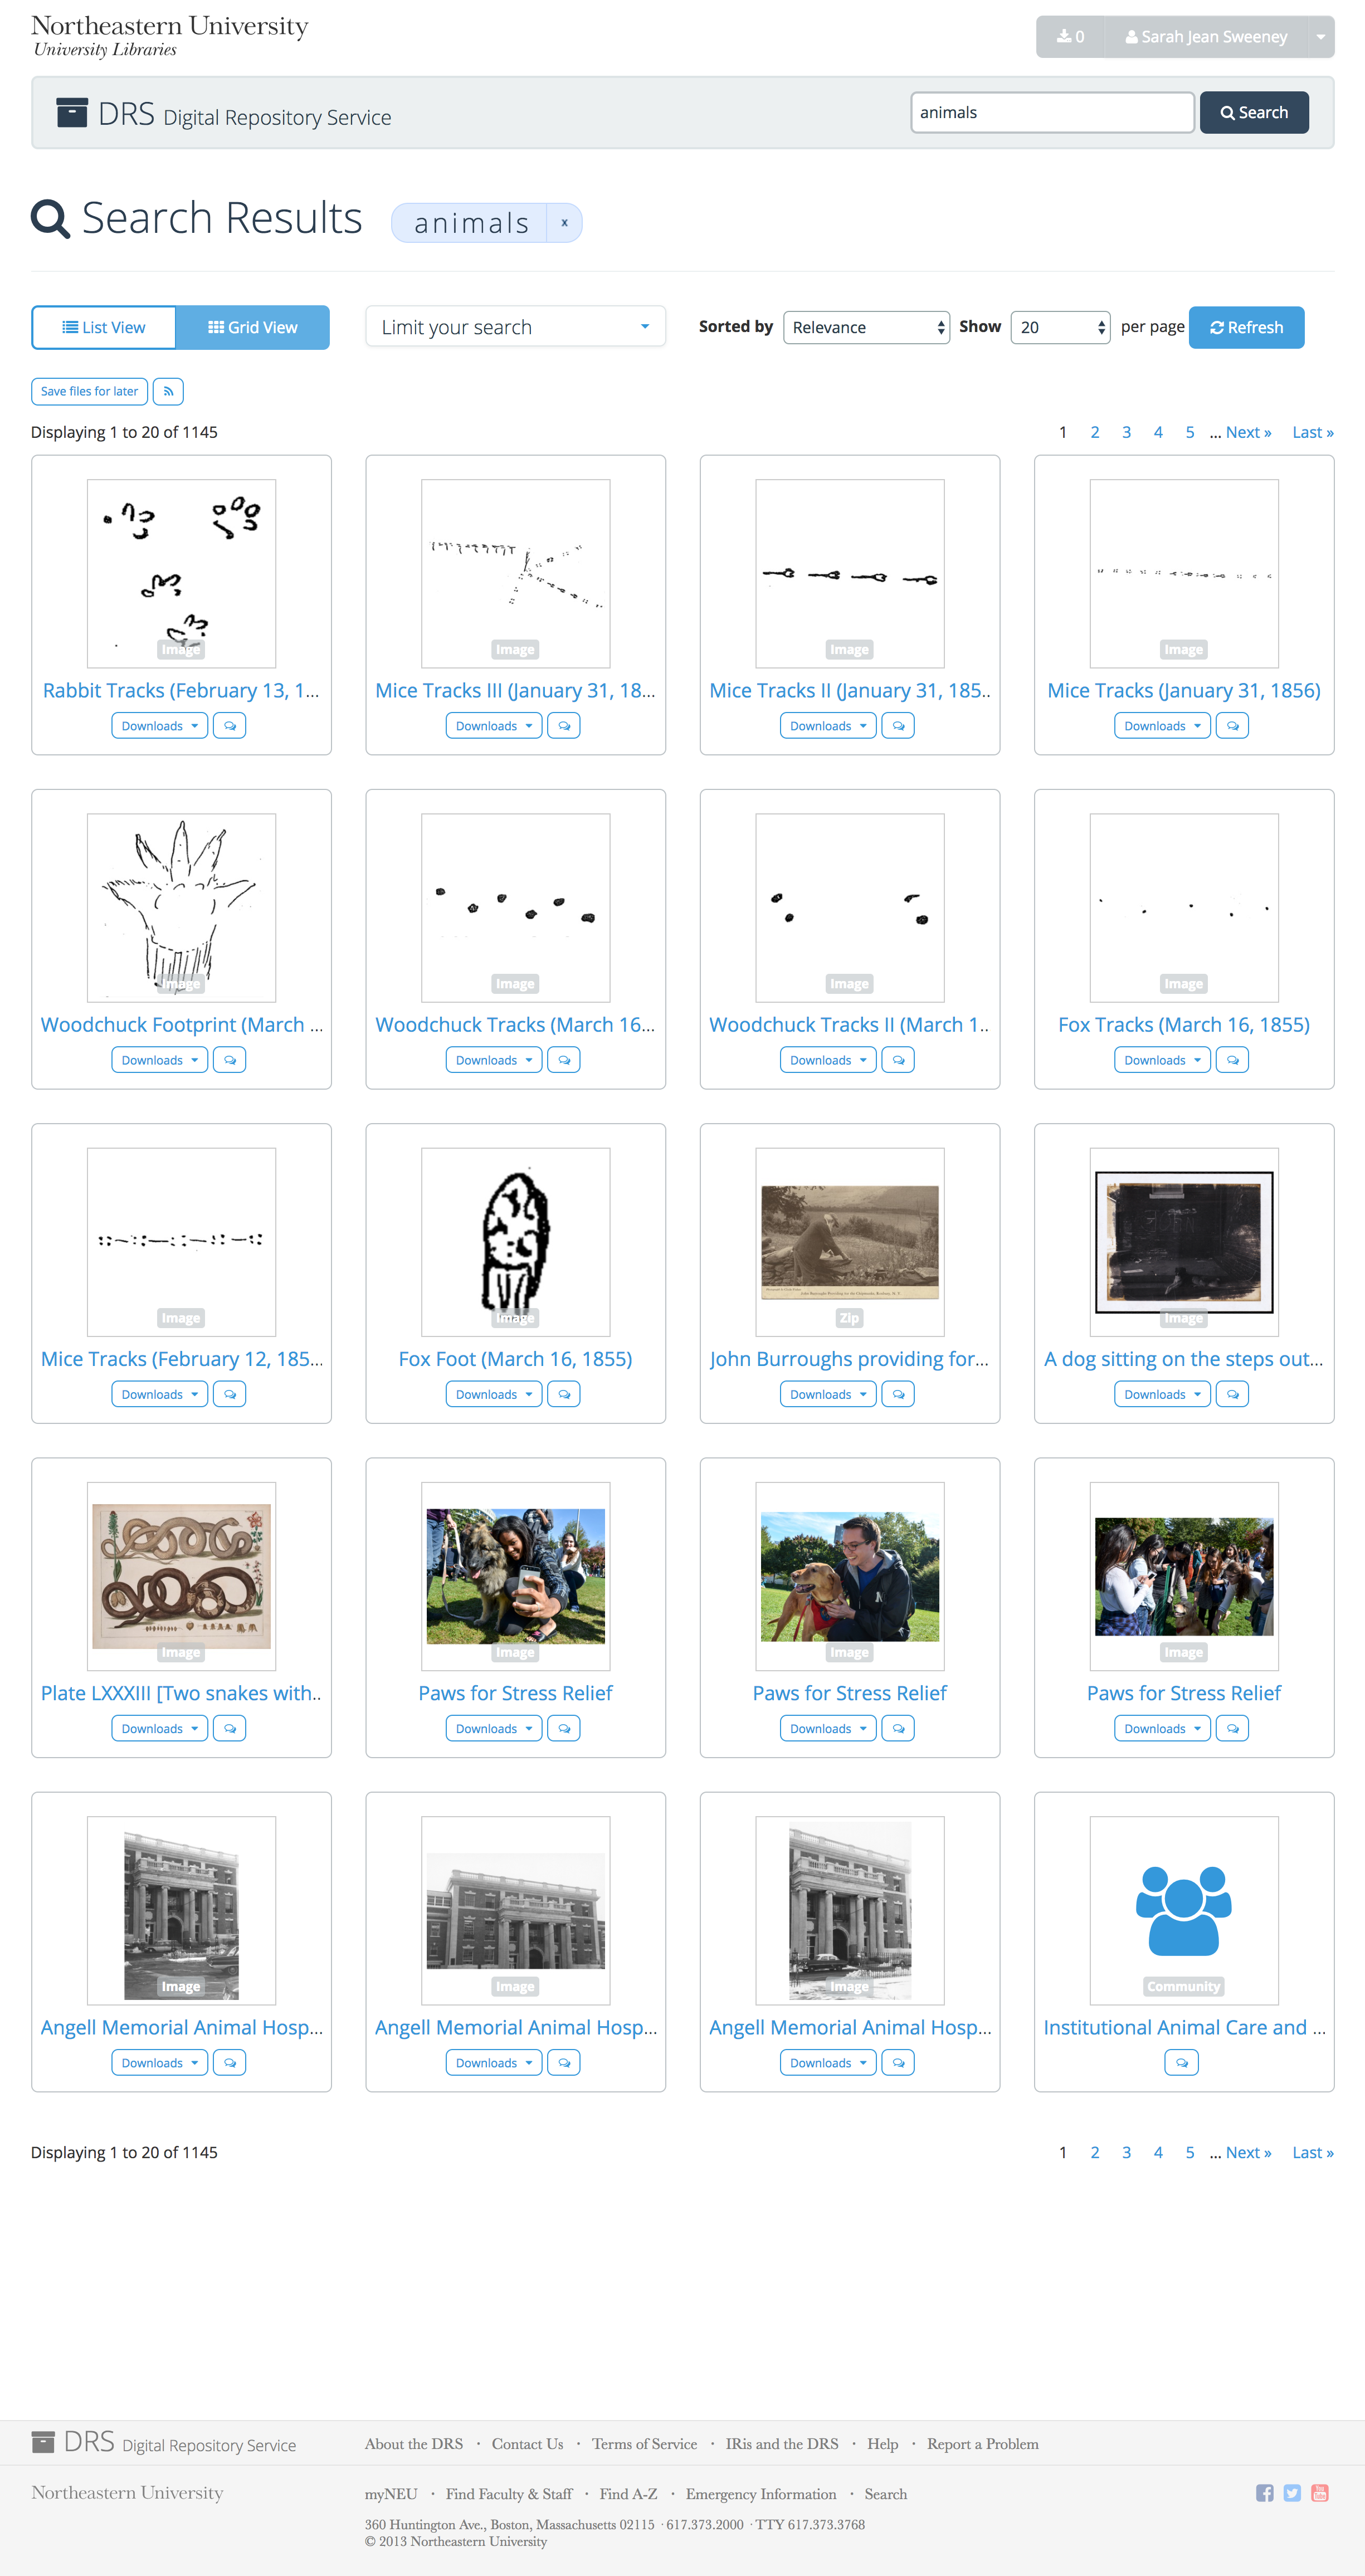 Northeastern University
University Libraries
0 Sarah Jean Sweeney
DRS Digital Repository Service
animals Search
Search Results animals x
List View Grid View Limit your search Sorted by Relevance Show 20 per page Refresh
Save files for later
Displaying 1 to 20 of 1145 1 2 3 4 5 ... Next » Last »
Image Image Image Image
Rabbit Tracks (February 13, 1... Mice Tracks III (January 31, 18... Mice Tracks II (January 31, 185.. Mice Tracks (January 31, 1856)
Downloads Downloads Downloads Downloads
Image Image Image Image
Woodchuck Footprint (March ... Woodchuck Tracks (March 16... Woodchuck Tracks II (March 1.. Fox Tracks (March 16, 1855)
Downloads Downloads Downloads Downloads
Image Image Zip Image
Mice Tracks (February 12, 185... Fox Foot (March 16, 1855) John Burroughs providing for... A dog sitting on the steps out...
Downloads Downloads Downloads Downloads
Image Image Image Image
Plate LXXXIII [Two snakes with.. Paws for Stress Relief Paws for Stress Relief Paws for Stress Relief
Downloads Downloads Downloads Downloads
Image Image Image Community
Angell Memorial Animal Hosp... Angell Memorial Animal Hosp... Angell Memorial Animal Hosp... Institutional Animal Care and ...
Downloads Downloads Downloads
Displaying 1 to 20 of 1145 1 2 3 4 5 ... Next » Last »
DRS Digital Repository Service About the DRS · Contact Us · Terms of Service · IRis and the DRS · Help · Report a Problem
Northeastern University myNEU · Find Faculty & Staff · Find A-Z · Emergency Information · Search
360 Huntington Ave., Boston, Massachusetts 02115 · 617.373.2000 · TTY 617.373.3768
© 2013 Northeastern University